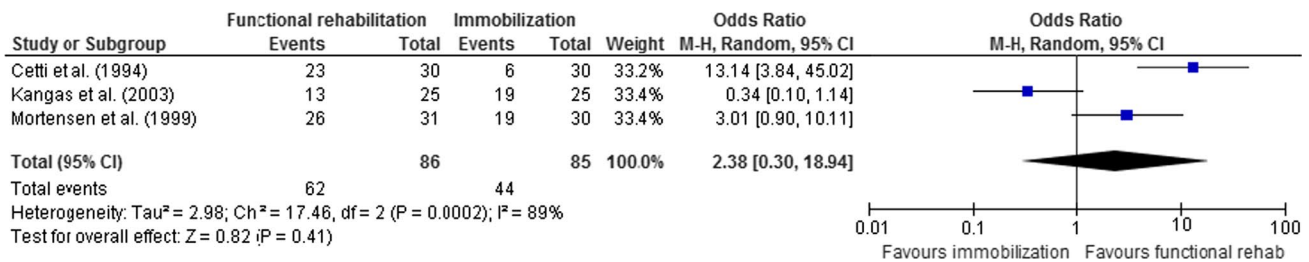 Functional rehabilitation Immobilization Odds Ratio Odds Ratio
Study or Subgroup Events Total Events Total Weight M-H, Random, 95% CI M-H, Random, 95% CI
Cetti et al. (1994) 23 30 6 30 33.2% 13.14 [3.84, 45.02]
Kangas et al. (2003) 13 25 19 25 33.4% 0.34 [0.10, 1.14]
Mortensen et al. (1999) 26 31 19 30 33.4% 3.01 [0.90, 10.11]
Total (95% CI) 86 85 100.0% 2.38 [0.30, 18.94]
Total events 62 44
Heterogeneity: Tau² = 2.98; Ch² = 17.46, df = 2 (P = 0.0002); I² = 89%
Test for overall effect: Z = 0.82 (P = 0.41)
0.01 0.1 1 10 100
Favours immobilization Favours functional rehab